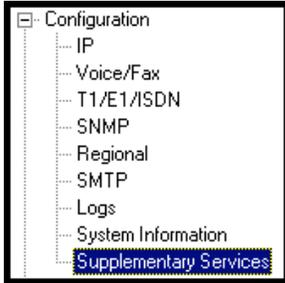 Configuration
IP
Voice/Fax
T1/E1/ISDN
SNMP
Regional
SMTP
Logs
System Information
Supplementary Services